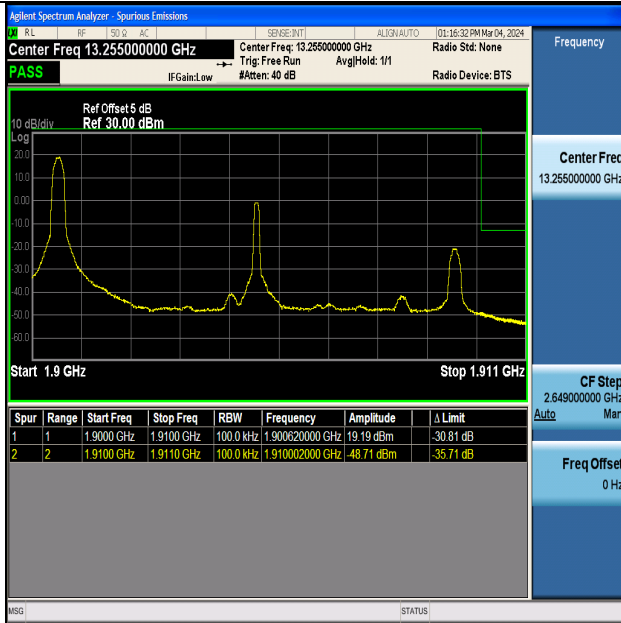 Agilent Spectrum Analyzer - Spurious Emissions
RL RF 50 Ω AC SENSE:INT ALIGN AUTO 01:16:32 PM Mar 04, 2024
Center Freq 13.255000000 GHz
Center Freq: 13.255000000 GHz
Radio Std: None
Trig: Free Run Avg|Hold: 1/1
PASS
IFGain:Low
#Atten: 40 dB
Radio Device: BTS
Frequency
Ref Offset 5 dB
10 dB/div Ref 30.00 dBm
Log
20.0
10.0
0.00
-10.0
-20.0
-30.0
-40.0
-50.0
-60.0
Start 1.9 GHz Stop 1.911 GHz
Center Freq
13.255000000 GHz
CF Step
2.649000000 GHz
Auto Man
Freq Offset
0 Hz
Spur Range Start Freq Stop Freq RBW Frequency Amplitude Δ Limit
1 1 1.9000 GHz 1.9100 GHz 100.0 kHz 1.900620000 GHz 19.19 dBm -30.81 dB
2 2 1.9100 GHz 1.9110 GHz 100.0 kHz 1.910002000 GHz -48.71 dBm -35.71 dB
MSG STATUS